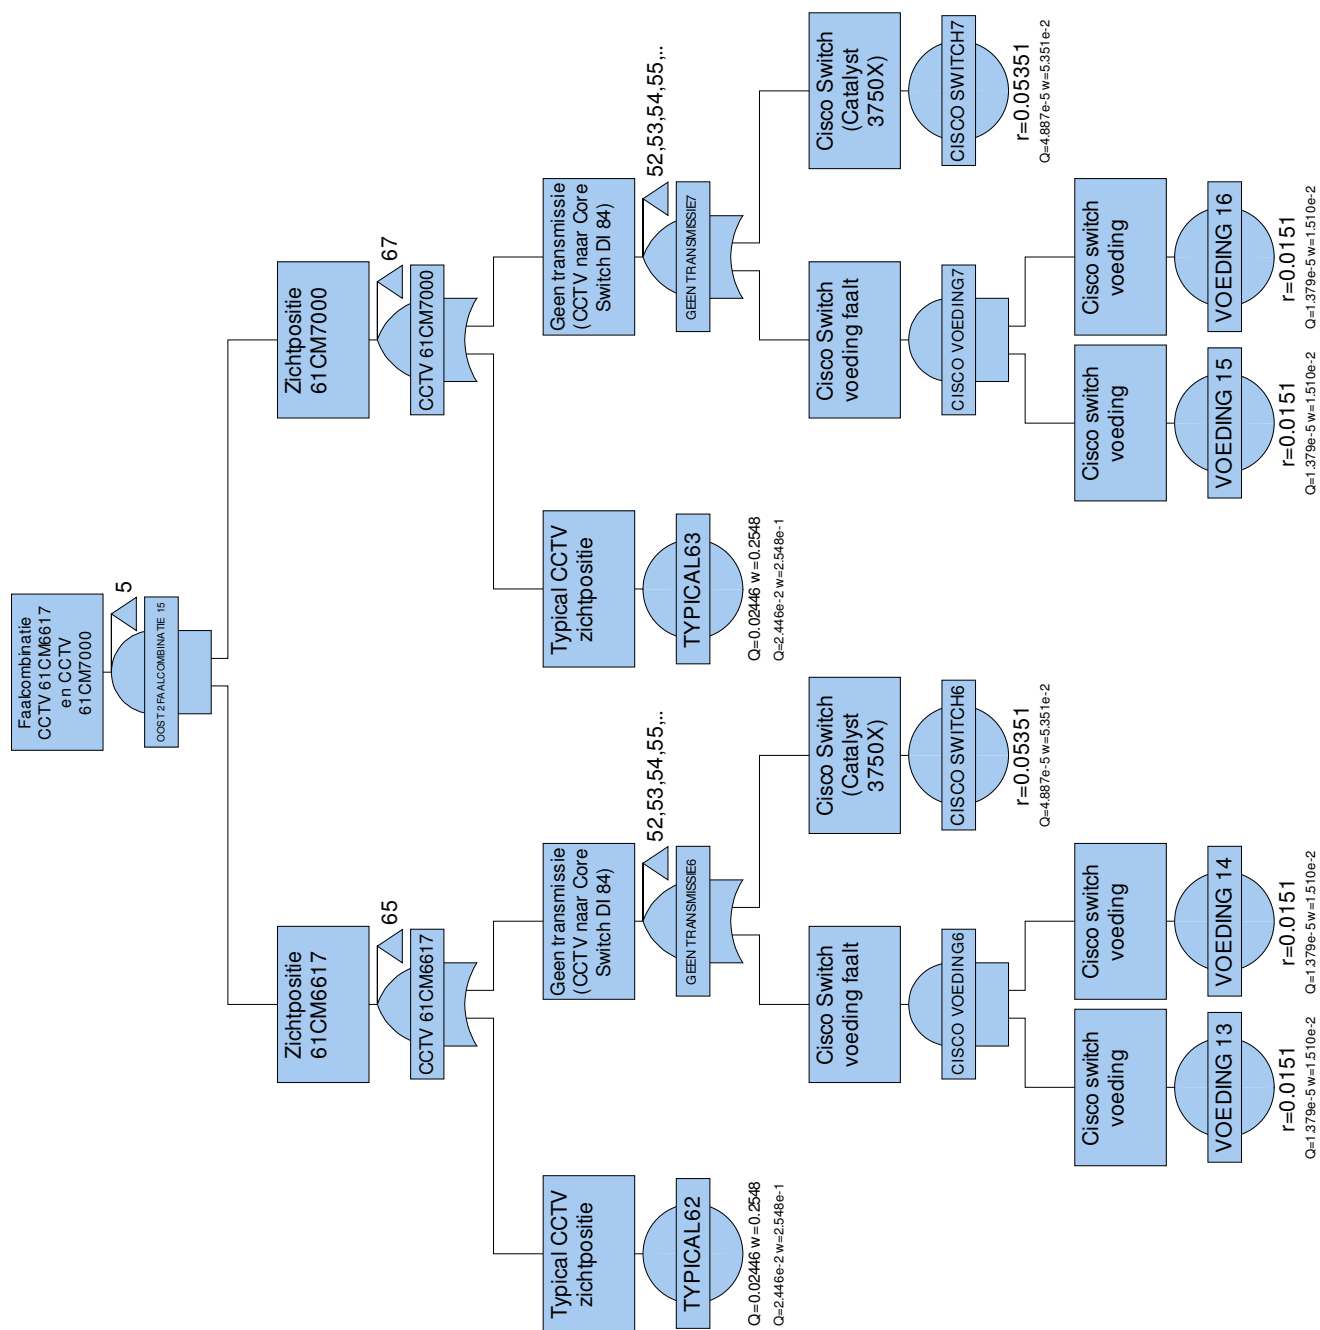 Faalcombinatie
CCTV 61CM6617
en CCTV
61CM7000
5
OOST 2 FAALCOMBINATIE 15
Zichtpositie
61CM6617
65
CCTV 61CM6617
Zichtpositie
61CM7000
67
CCTV 61CM7000
Typical CCTV
zichtpositie
TYPICAL62
Q=0.02446 w=0.2548
Q=2.446e-2 w=2.548e-1
Geen transmissie
(CCTV naar Core
Switch DI 84)
52,53,54,55,..
GEEN TRANSMISSIE6
Typical CCTV
zichtpositie
TYPICAL63
Q=0.02446 w=0.2548
Q=2.446e-2 w=2.548e-1
Geen transmissie
(CCTV naar Core
Switch DI 84)
52,53,54,55,..
GEEN TRANSMISSIE7
Cisco Switch
voeding faalt
CISCO VOEDING6
Cisco Switch
(Catalyst
3750X)
CISCO SWITCH6
r=0.05351
Q=4.887e-5 w=5.351e-2
Cisco Switch
voeding faalt
CISCO VOEDING7
Cisco Switch
(Catalyst
3750X)
CISCO SWITCH7
r=0.05351
Q=4.887e-5 w=5.351e-2
Cisco switch
voeding
VOEDING 13
r=0.0151
Q=1.379e-5 w=1.510e-2
Cisco switch
voeding
VOEDING 14
r=0.0151
Q=1.379e-5 w=1.510e-2
Cisco switch
voeding
VOEDING 15
r=0.0151
Q=1.379e-5 w=1.510e-2
Cisco switch
voeding
VOEDING 16
r=0.0151
Q=1.379e-5 w=1.510e-2